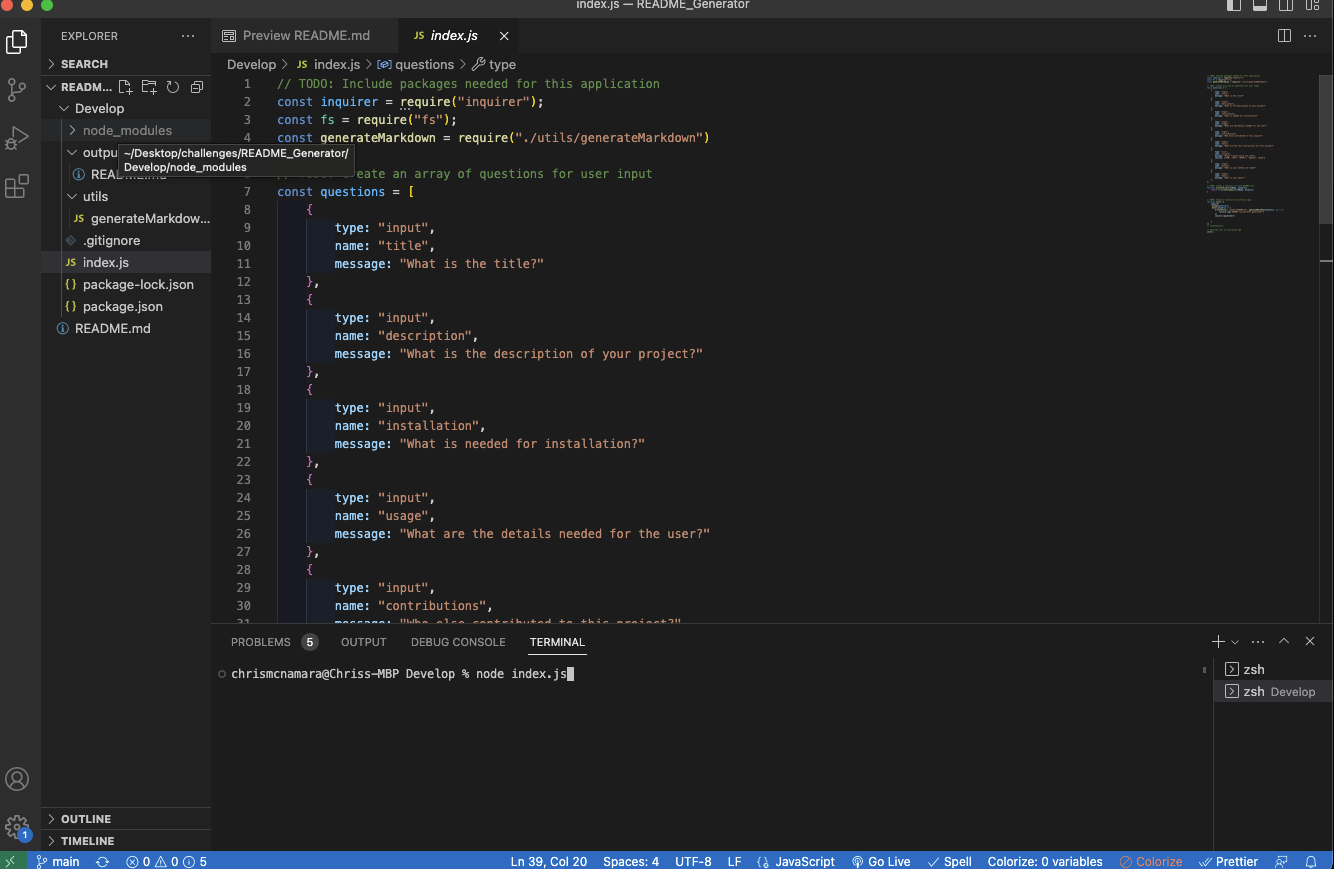 index.js — README_Generator
EXPLORER
SEARCH
READM...
Develop
node_modules
outpu
~/Desktop/challenges/README_Generator/
Develop/node_modules
README.md
utils
JS generateMarkdow...
.gitignore
JS index.js
{} package-lock.json
{} package.json
README.md
OUTLINE
TIMELINE
Preview README.md
JS index.js
Develop > JS index.js > questions > type
1 // TODO: Include packages needed for this application
2 const inquirer = require("inquirer");
3 const fs = require("fs");
4 const generateMarkdown = require("./utils/generateMarkdown")
create an array of questions for user input
7 const questions = [
8 {
9 type: "input",
10 name: "title",
11 message: "What is the title?"
12 },
13 {
14 type: "input",
15 name: "description",
16 message: "What is the description of your project?"
17 },
18 {
19 type: "input",
20 name: "installation",
21 message: "What is needed for installation?"
22 },
23 {
24 type: "input",
25 name: "usage",
26 message: "What are the details needed for the user?"
27 },
28 {
29 type: "input",
30 name: "contributions",
31 message: "Who else contributed to this project?"
PROBLEMS 5 OUTPUT DEBUG CONSOLE TERMINAL
chrismcnamara@Chriss-MBP Develop % node index.js
zsh
zsh Develop
1
main 0 0 5 Ln 39, Col 20 Spaces: 4 UTF-8 LF {} JavaScript Go Live Spell Colorize: 0 variables Colorize Prettier